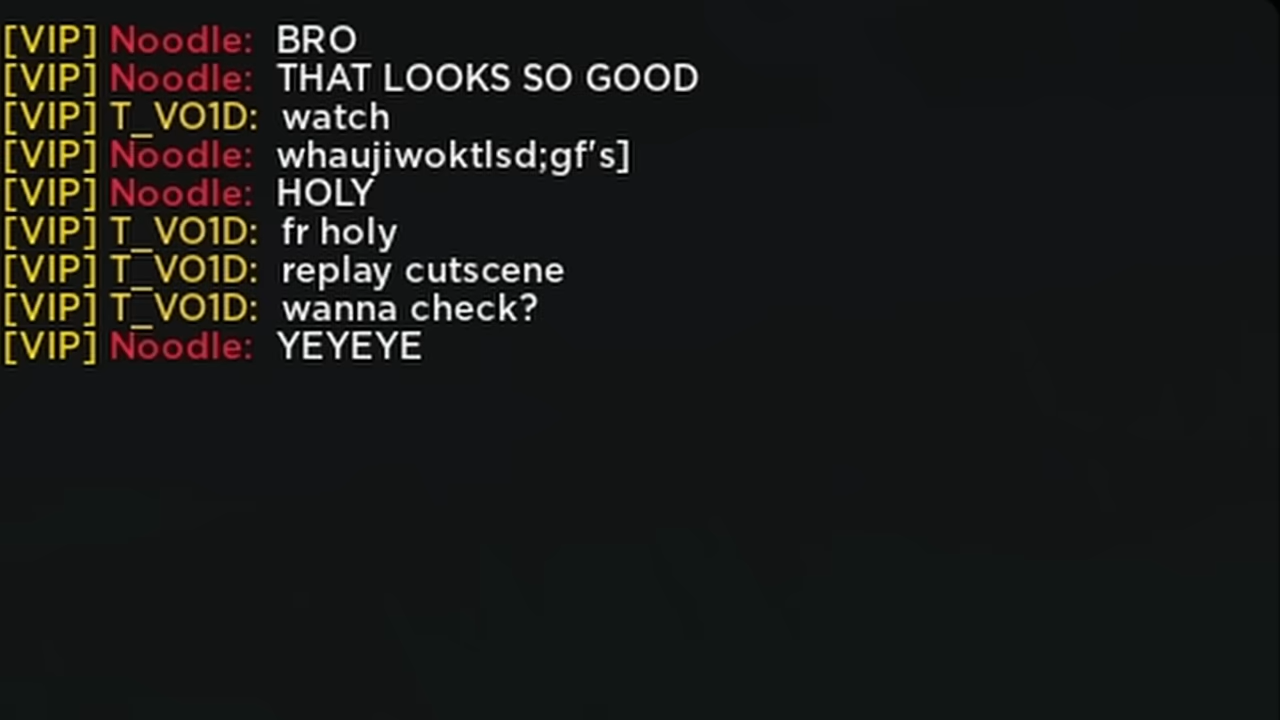 [VIP] Noodle: BRO
[VIP] Noodle: THAT LOOKS SO GOOD
[VIP] T_VO1D: watch
[VIP] Noodle: whaujiwoktlsd;gf's]
[VIP] Noodle: HOLY
[VIP] T_VO1D: fr holy
[VIP] T_VO1D: replay cutscene
[VIP] T_VO1D: wanna check?
[VIP] Noodle: YEYEYE